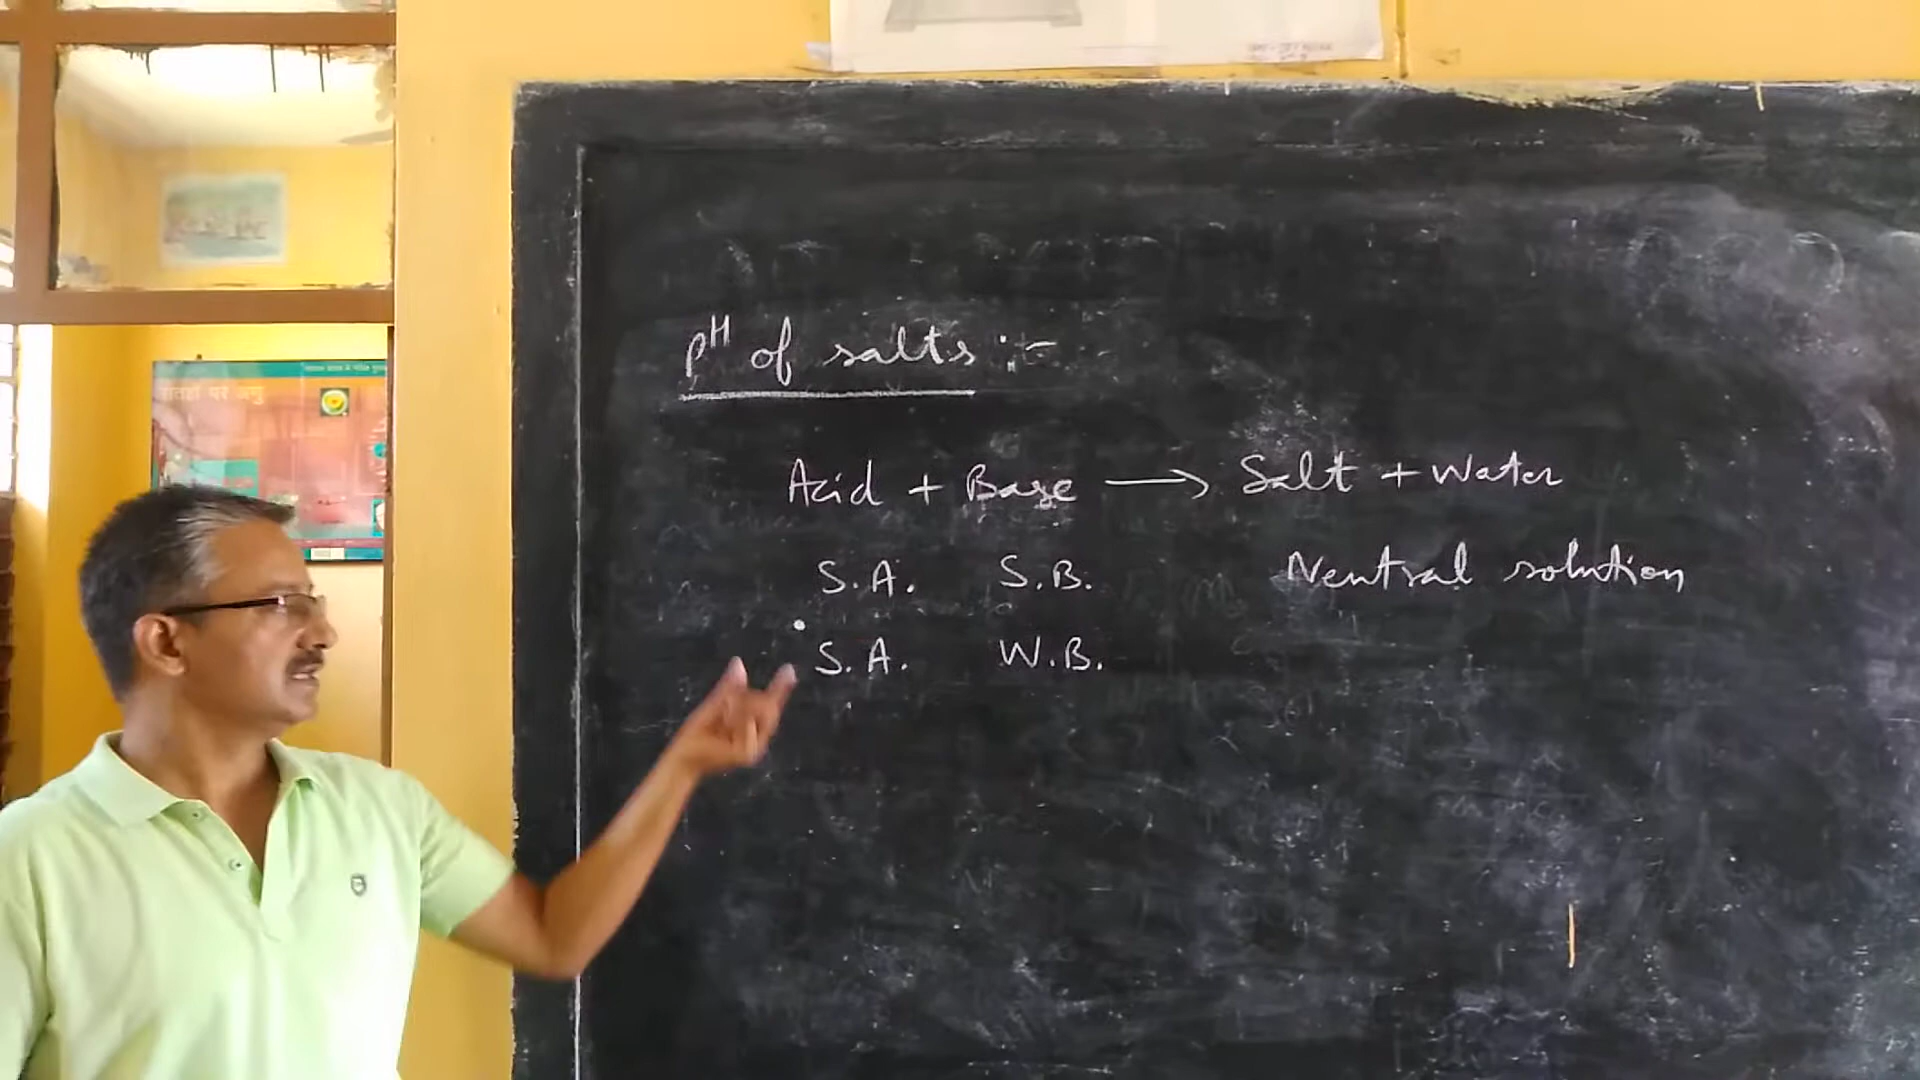 pH of salts :-
Acid + Base ⟶ Salt + Water
S.A. S.B. Neutral solution
S.A. W.B.